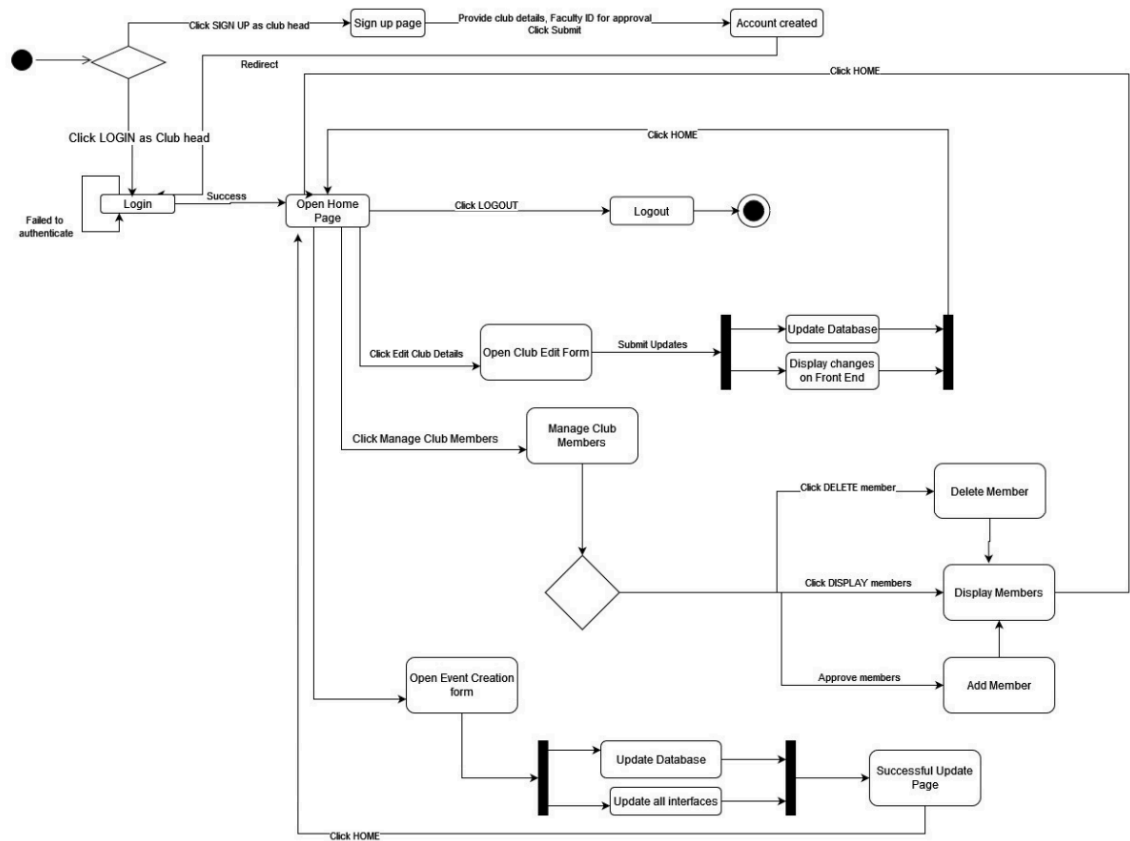 Click SIGN UP as club head
Sign up page
Provide club details, Faculty ID for approval
Click Submit
Account created
Redirect
Click HOME
Click LOGIN as Club head
Click HOME
Login
Success
Open Home
Page
Click LOGOUT
Logout
Failed to
authenticate
Click Edit Club Details
Open Club Edit Form
Submit Updates
Update Database
Display changes
on Front End
Click Manage Club Members
Manage Club
Members
Click DELETE member
Delete Member
Click DISPLAY members
Display Members
Approve members
Add Member
Open Event Creation
form
Update Database
Update all interfaces
Successful Update
Page
Click HOME